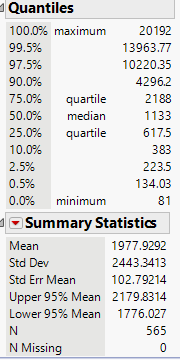 Quantiles
100.0% maximum 20192
99.5% 13963.77
97.5% 10220.35
90.0% 4296.2
75.0% quartile 2188
50.0% median 1133
25.0% quartile 617.5
10.0% 383
2.5% 223.5
0.5% 134.03
0.0% minimum 81
Summary Statistics
Mean 1977.9292
Std Dev 2443.3413
Std Err Mean 102.79214
Upper 95% Mean 2179.8314
Lower 95% Mean 1776.027
N 565
N Missing 0